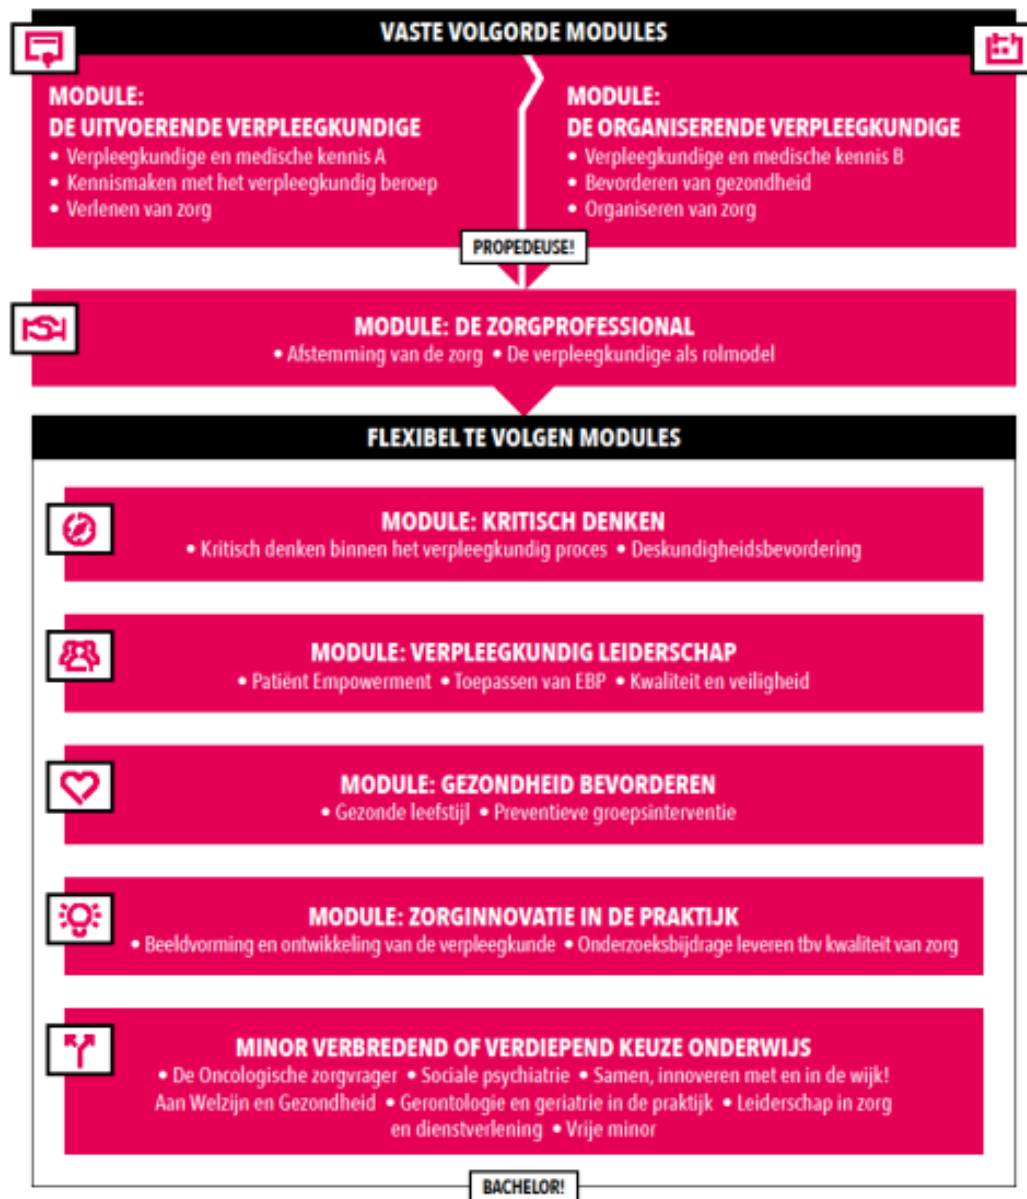 VASTE VOLGORDE MODULES
MODULE:
DE UITVOERENDE VERPLEEGKUNDIGE
• Verpleegkundige en medische kennis A
• Kennismaken met het verpleegkundig beroep
• Verlenen van zorg
MODULE:
DE ORGANISERENDE VERPLEEGKUNDIGE
• Verpleegkundige en medische kennis B
• Bevorderen van gezondheid
• Organiseren van zorg
PROPEDEUSE!
MODULE: DE ZORGPROFESSIONAL
• Afstemming van de zorg • De verpleegkundige als rolmodel
FLEXIBEL TE VOLGEN MODULES
MODULE: KRITISCH DENKEN
• Kritisch denken binnen het verpleegkundig proces • Deskundigheidsbevordering
MODULE: VERPLEEGKUNDIG LEIDERSCHAP
• Patiënt Empowerment • Toepassen van EBP • Kwaliteit en veiligheid
MODULE: GEZONDHEID BEVORDEREN
• Gezonde leefstijl • Preventieve groepsinterventie
MODULE: ZORGINNOVATIE IN DE PRAKTIJK
• Beeldvorming en ontwikkeling van de verpleegkunde • Onderzoeksbijdrage leveren tbv kwaliteit van zorg
MINOR VERBREDEND OF VERDIEPEND KEUZE ONDERWIJS
• De Oncologische zorgvrager • Sociale psychiatrie • Samen, innoveren met en in de wijk!
Aan Welzijn en Gezondheid • Gerontologie en geriatrie in de praktijk • Leiderschap in zorg
en dienstverlening • Vrije minor
BACHELOR!